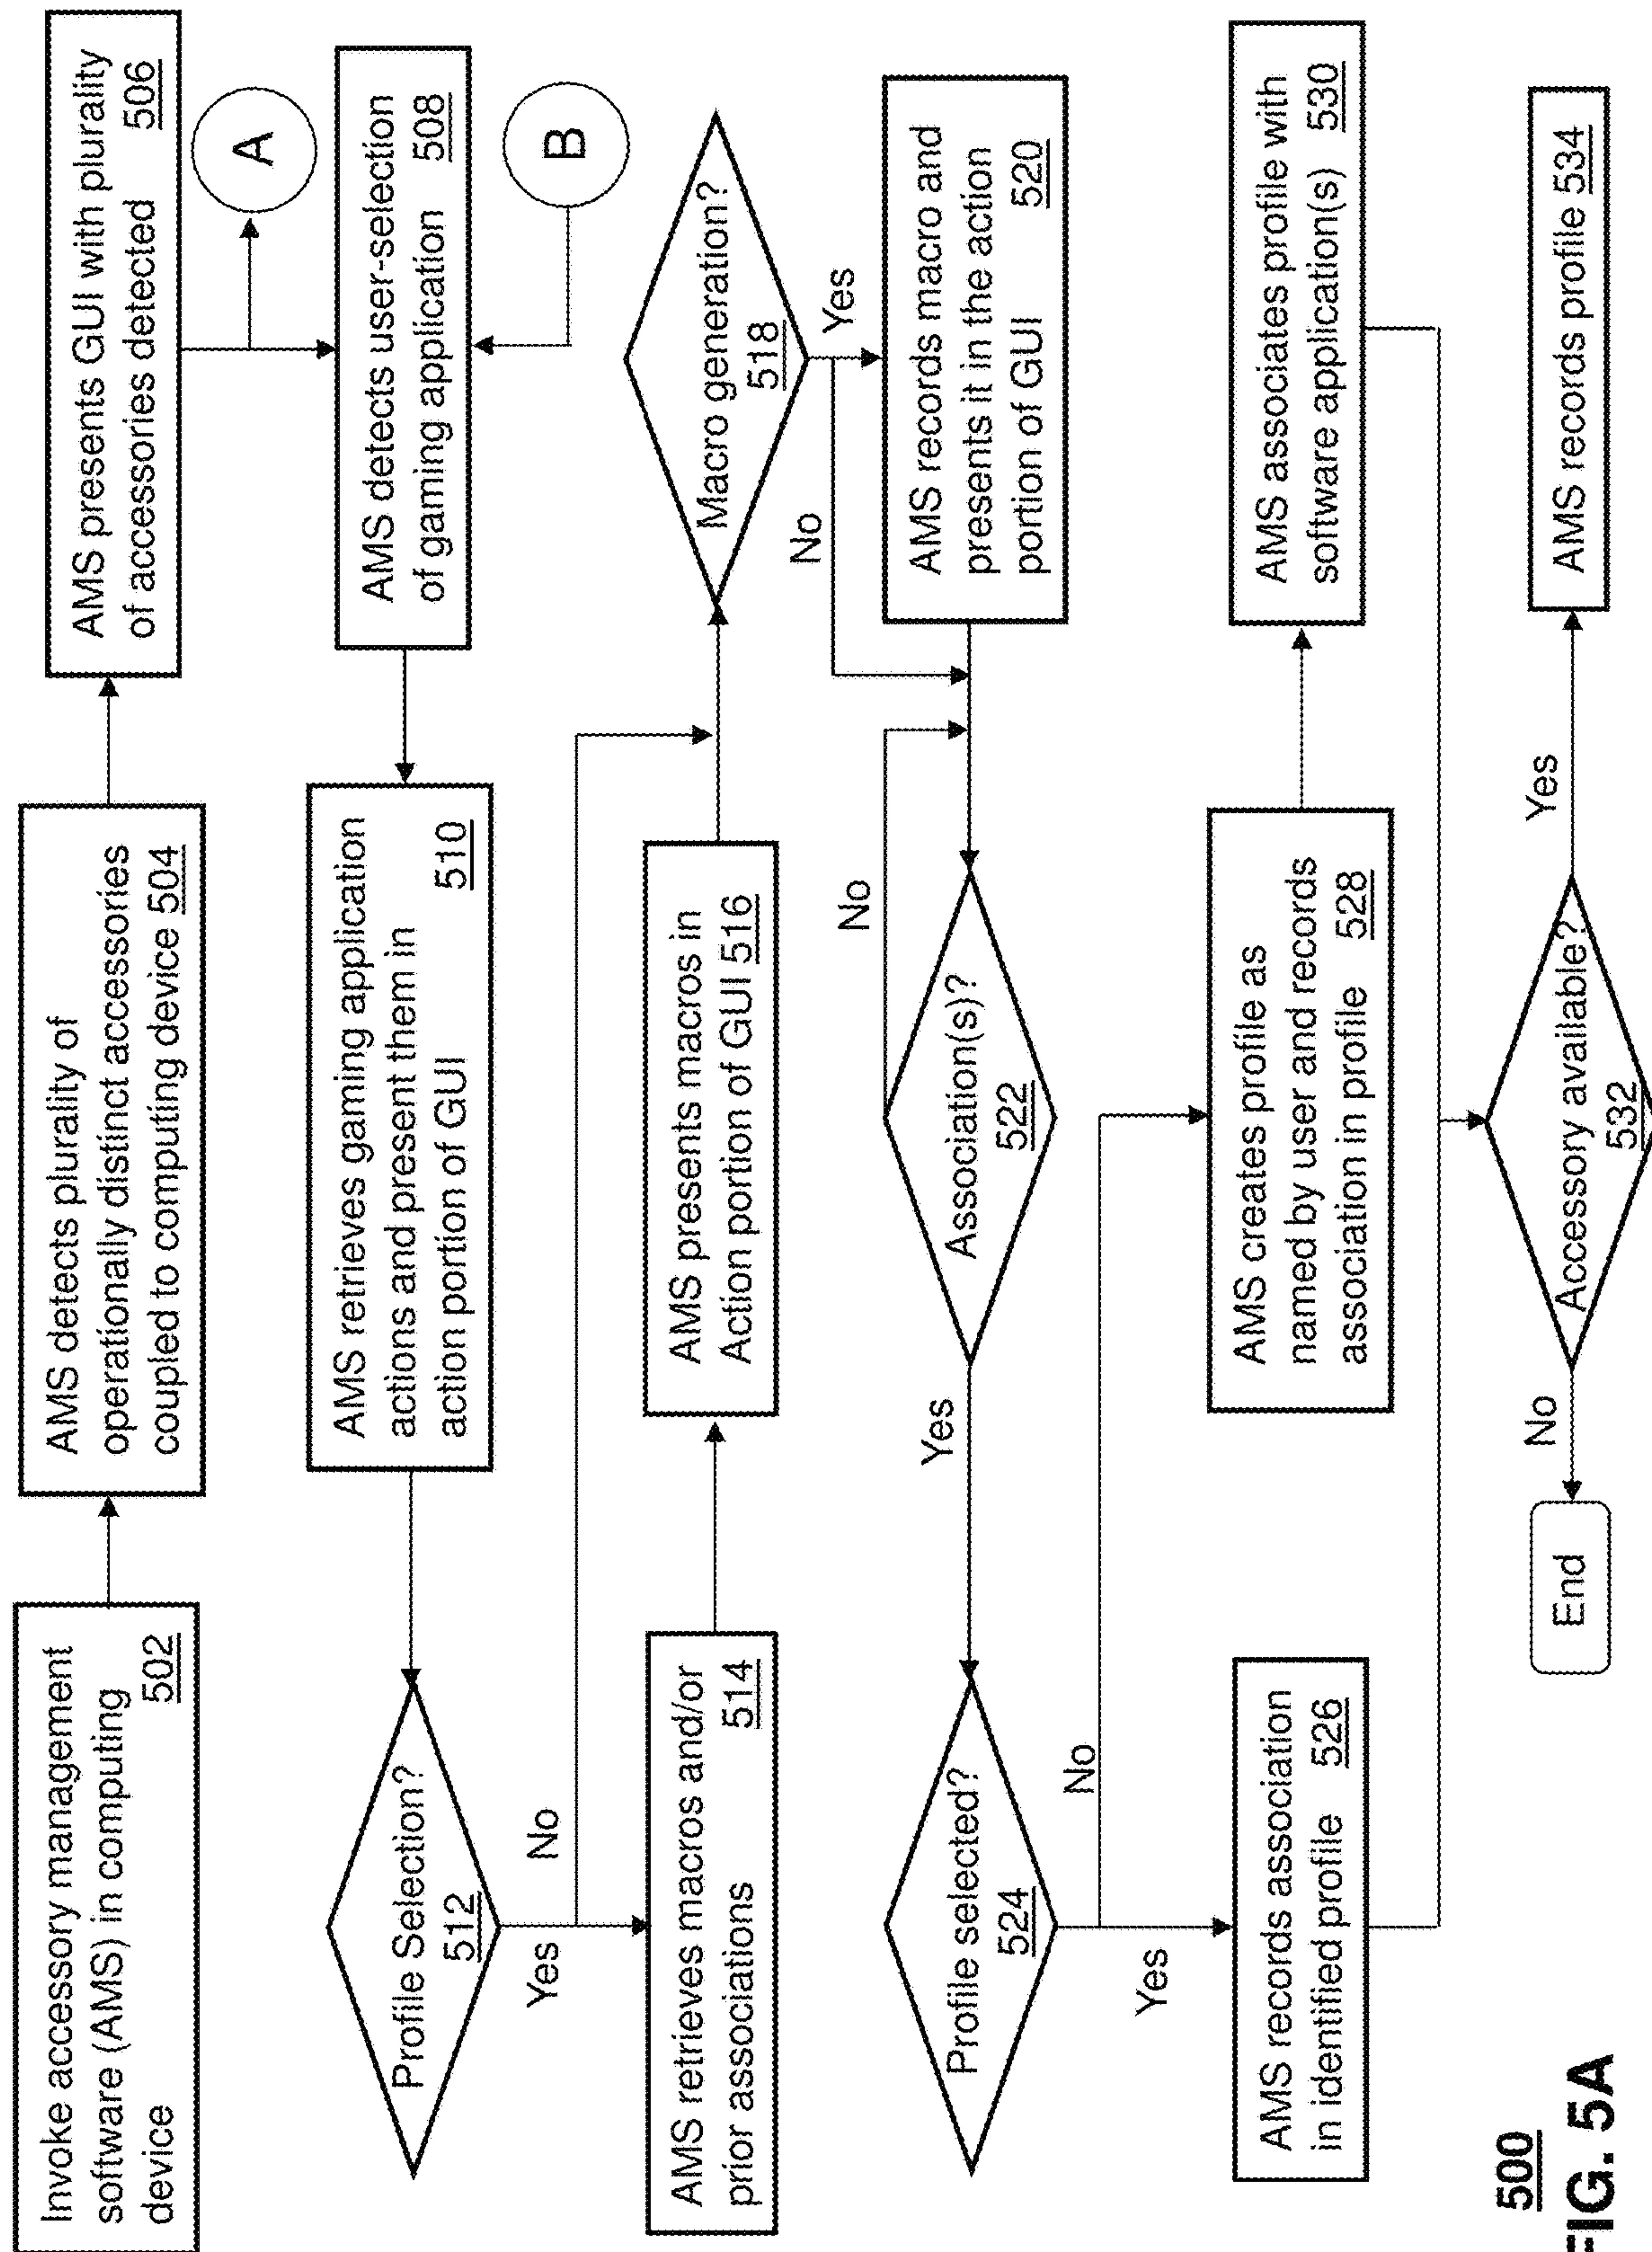 Invoke accessory management
software (AMS) in computing
device 502
AMS detects plurality of
operationally distinct accessories
coupled to computing device 504
AMS presents GUI with plurality
of accessories detected 506
A
AMS detects user-selection
of gaming application 508
B
AMS retrieves gaming application
actions and present them in
action portion of GUI 510
Profile Selection?
512
No
Yes
AMS retrieves macros and/or
prior associations 514
AMS presents macros in
Action portion of GUI 516
Macro generation?
518
No
Yes
AMS records macro and
presents it in the action
portion of GUI 520
Association(s)?
522
No
Yes
Profile selected?
524
No
Yes
AMS records association
in identified profile 526
AMS creates profile as
named by user and records
association in profile 528
AMS associates profile with
software application(s) 530
Accessory available?
532
No
Yes
End
AMS records profile 534
500
FIG. 5A